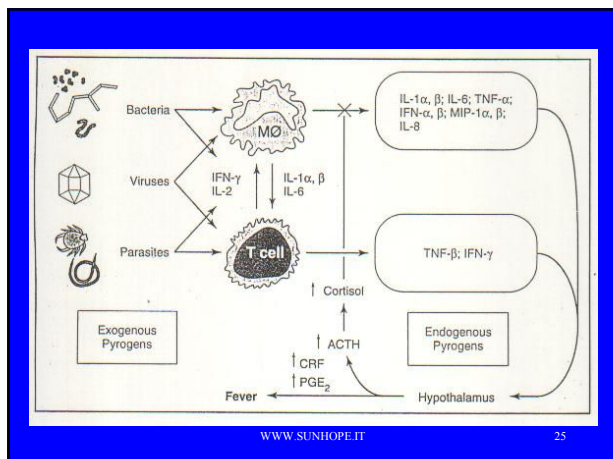 Bacteria
Viruses
Parasites
Exogenous
Pyrogens
MØ
IFN-γ
IL-2
IL-1α, β
IL-6
T cell
IL-1α, β; IL-6; TNF-α;
IFN-α, β; MIP-1α, β;
IL-8
TNF-β; IFN-γ
↑ Cortisol
↑ ACTH
↑ CRF
↑ PGE₂
Fever
Endogenous
Pyrogens
Hypothalamus
WWW.SUNHOPE.IT
25